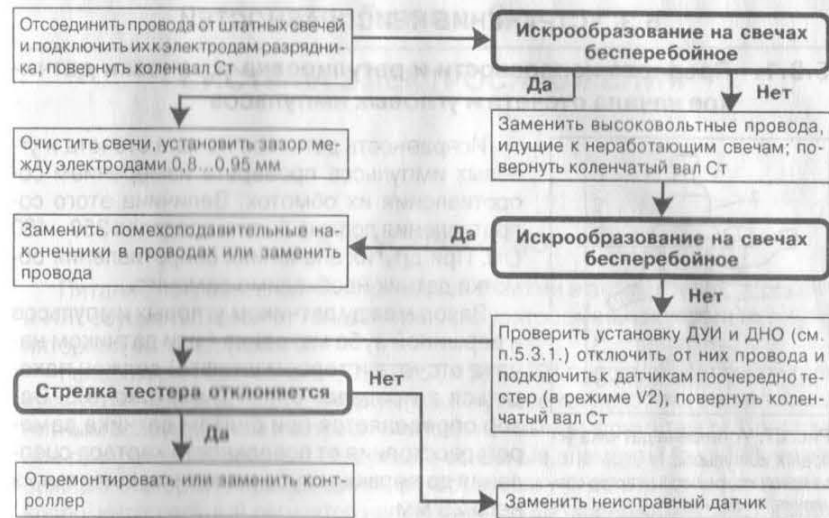 Отсоединить провода от штатных свечей
и подключить их к электродам разрядни-
ка, повернуть коленвал Ст
Искрообразование на свечах
бесперебойное
Да
Нет
Очистить свечи, установить зазор ме-
жду электродами 0,8...0,95 мм
Заменить высоковольтные провода,
идущие к неработающим свечам; по-
вернуть коленчатый вал Ст
Заменить помехоподавительные на-
конечники в проводах или заменить
провода
Да
Искрообразование на свечах
бесперебойное
Нет
Проверить установку ДУИ и ДНО (см.
п.5.3.1.) отключить от них провода и
подключить к датчикам поочередно те-
стер (в режиме V2), повернуть колен-
чатый вал Ст
Стрелка тестера отклоняется
Нет
Да
Отремонтировать или заменить конт-
роллер
Заменить неисправный датчик